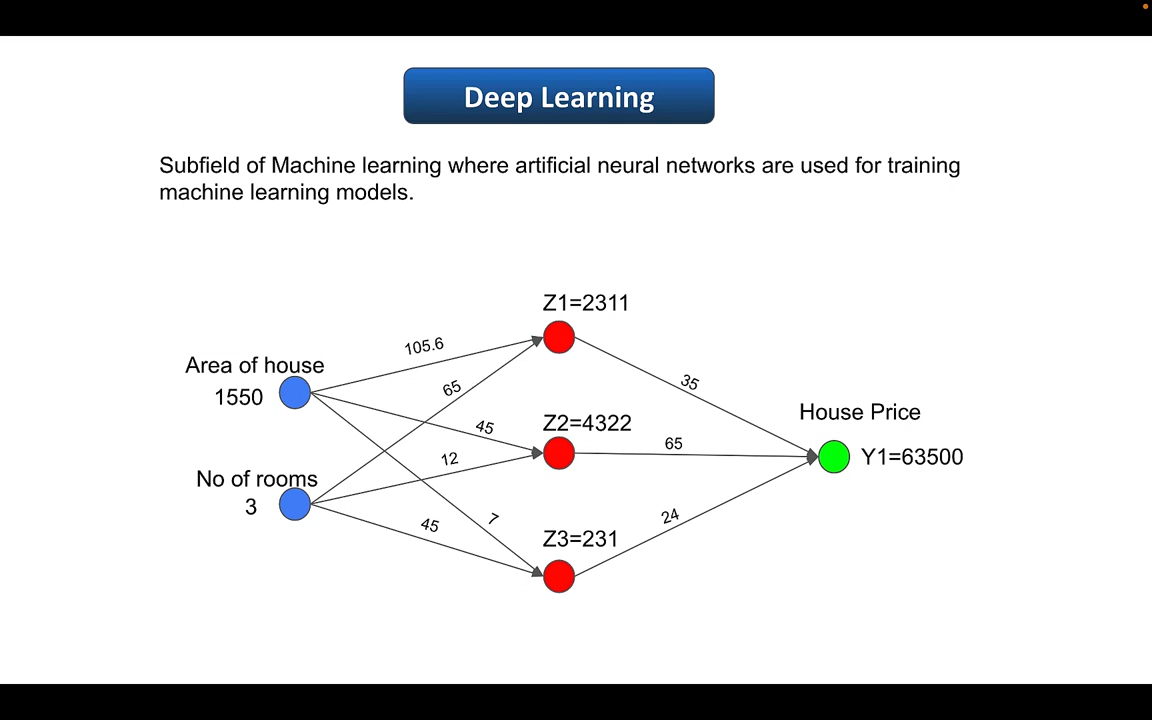 Deep Learning
Subfield of Machine learning where artificial neural networks are used for training
machine learning models.
Z1=2311
105.6
Area of house
1550
65
35
House Price
45
Z2=4322
65
Y1=63500
12
No of rooms
3
45
7
24
Z3=231